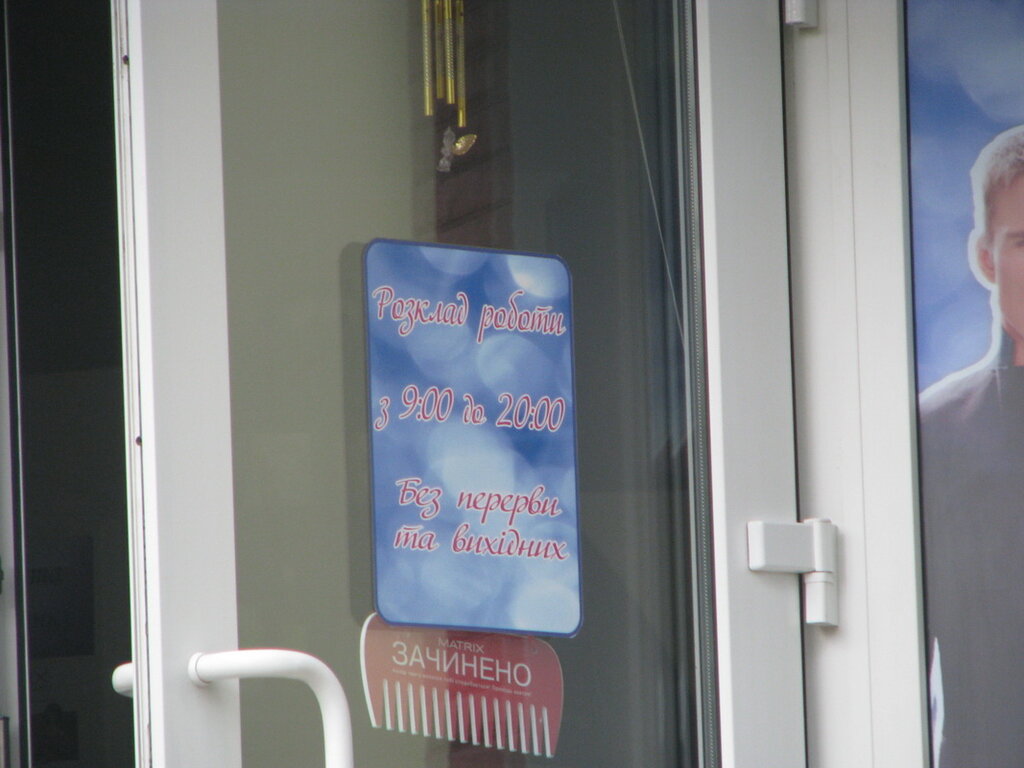 Розклад роботи
з 9:00 до 20:00
Без перерви
та вихідних
MATRIX
ЗАЧИНЕНО